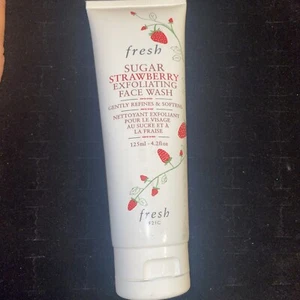 fresh
SUGAR
STRAWBERRY
EXFOLIATING
FACE WASH
GENTLY REFINES & SOFTENS
NETTOYANT EXFOLIANT
POUR LE VISAGE
AU SUCRE ET À
LA FRAISE
125ml - 4.2fl.oz
fresh